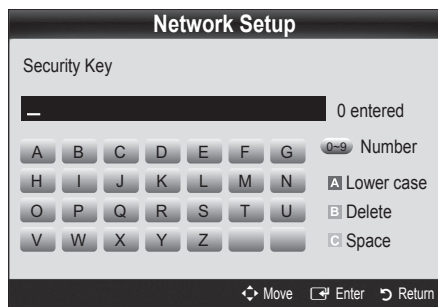 Network Setup
Security Key
_ 0 entered
A B C D E F G 0~9 Number
H I J K L M N A Lower case
O P Q R S T U B Delete
V W X Y Z C Space
Move Enter Return